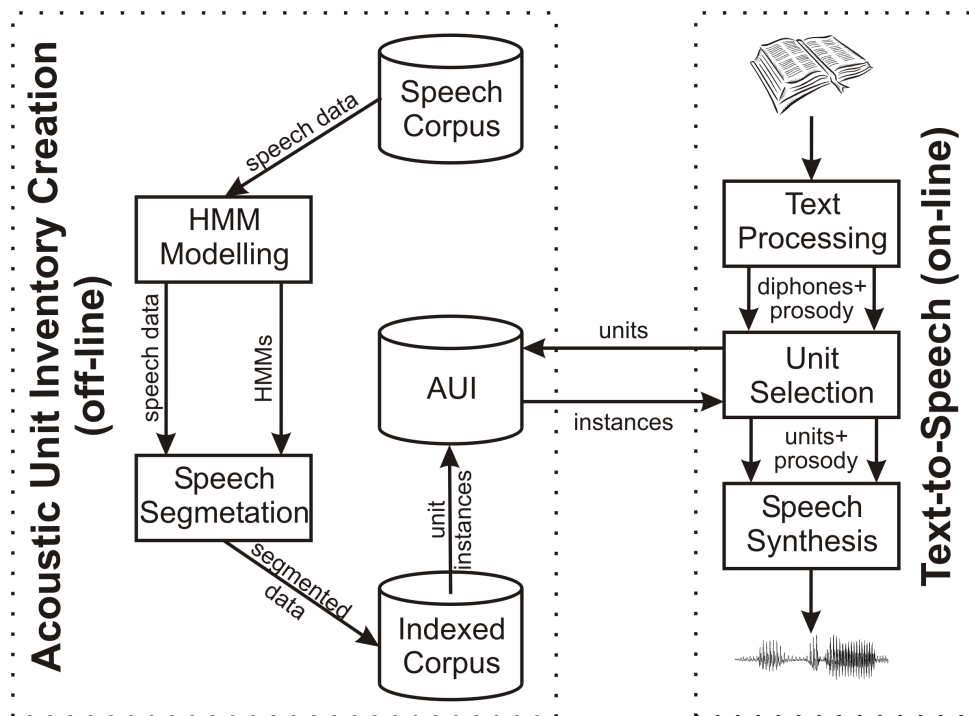 Acoustic Unit Inventory Creation
(off-line)
Speech
Corpus
speech data
HMM
Modelling
speech data
HMMs
Speech
Segmetation
segmented
data
Indexed
Corpus
unit
instances
AUI
units
instances
Text
Processing
diphones+
prosody
Unit
Selection
units+
prosody
Speech
Synthesis
Text-to-Speech (on-line)